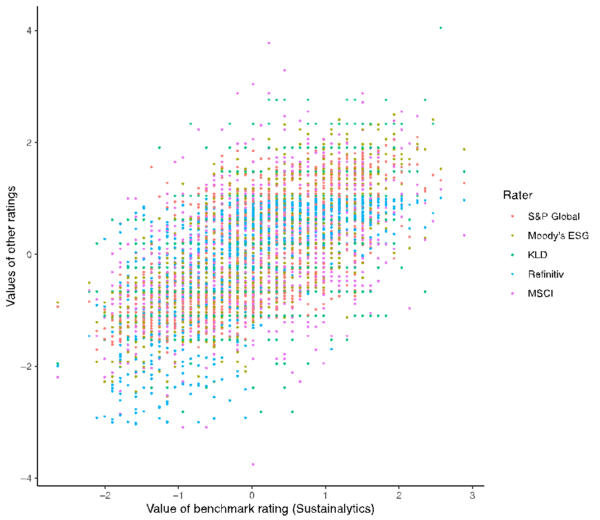 4
2
0
−2
−4
Values of other ratings
−2
−1
0
1
2
3
Value of benchmark rating (Sustainalytics)
Rater
S&P Global
Moody's ESG
KLD
Refinitiv
MSCI